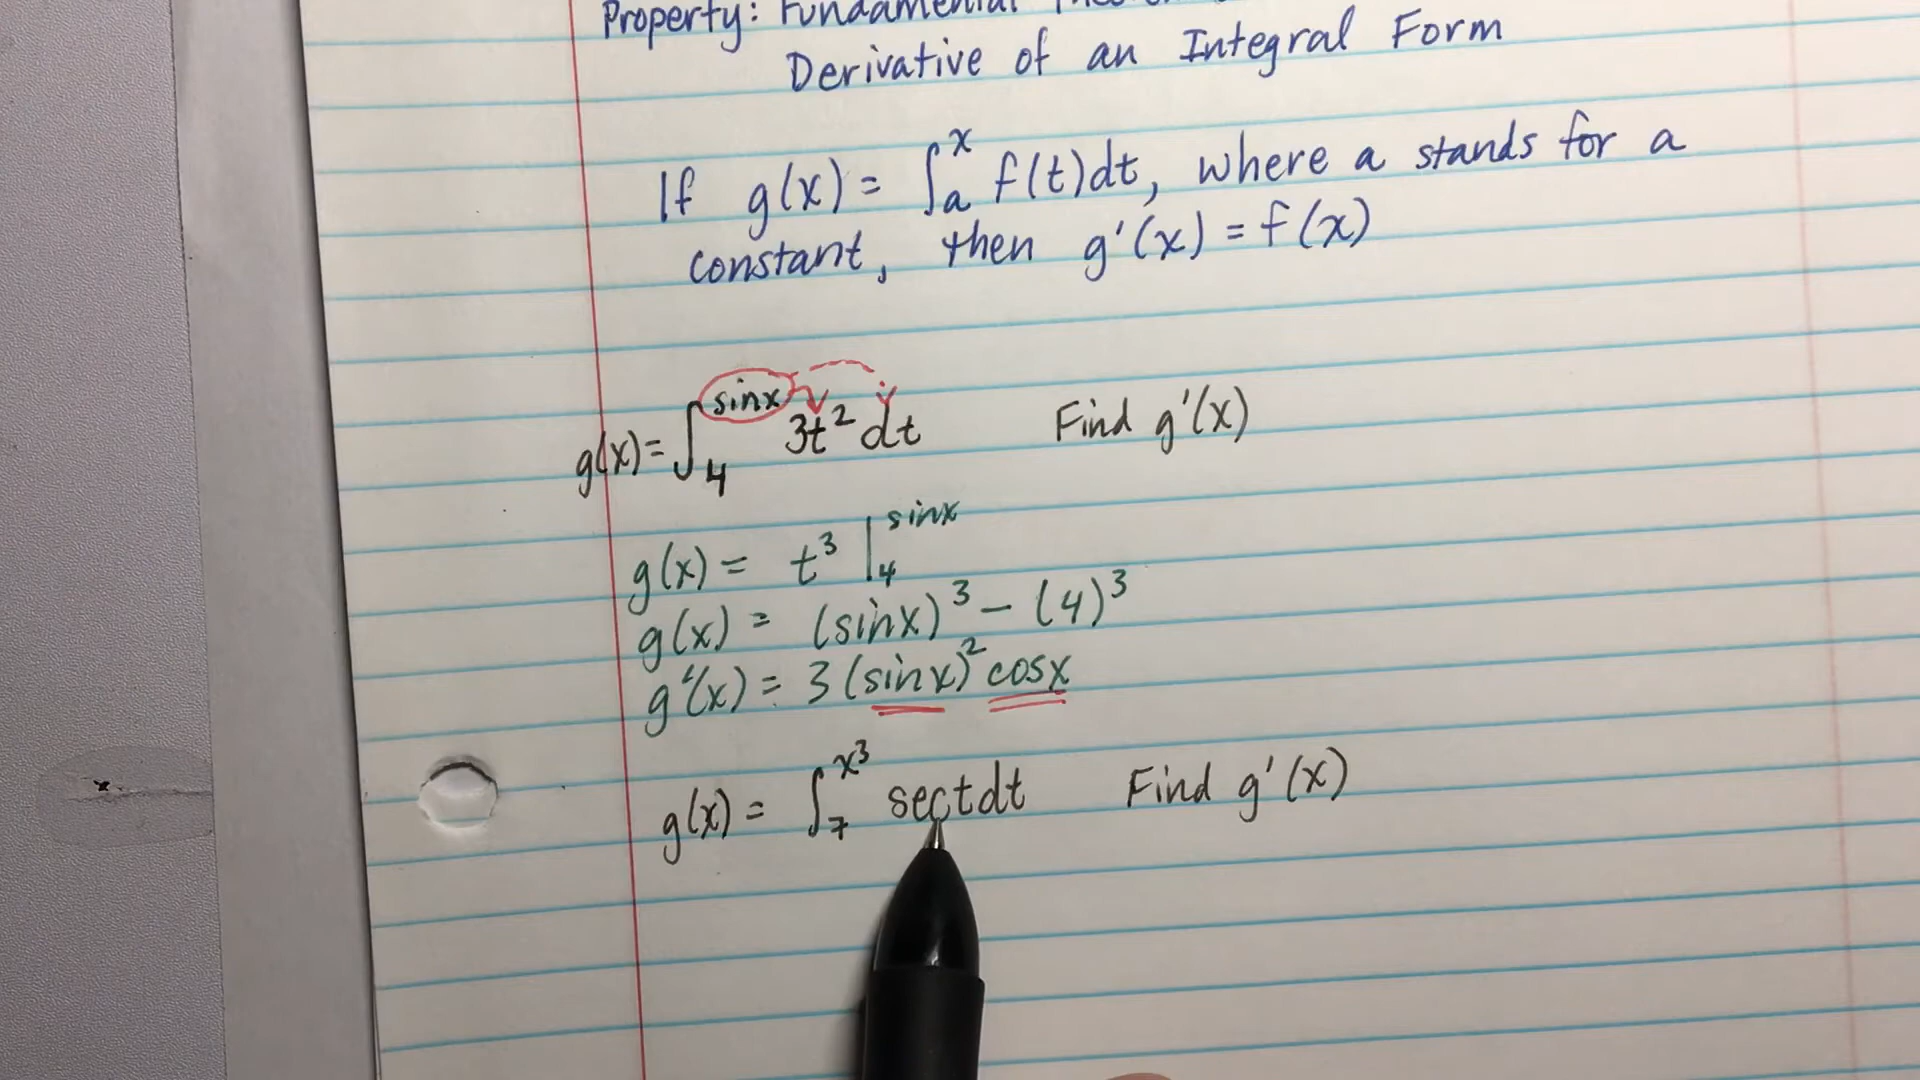 Property: Fundamental
Derivative of an Integral Form
If g(x) = ∫ₐˣ f(t)dt, where a stands for a
constant, then g'(x) = f(x)
g(x) = ∫₄^(sinx) 3t² dt Find g'(x)
g(x) = t³ |₄^(sinx)
g(x) = (sinx)³ – (4)³
g'(x) = 3(sinx)² cosx
g(x) = ∫₇^(x³) sectdt Find g'(x)